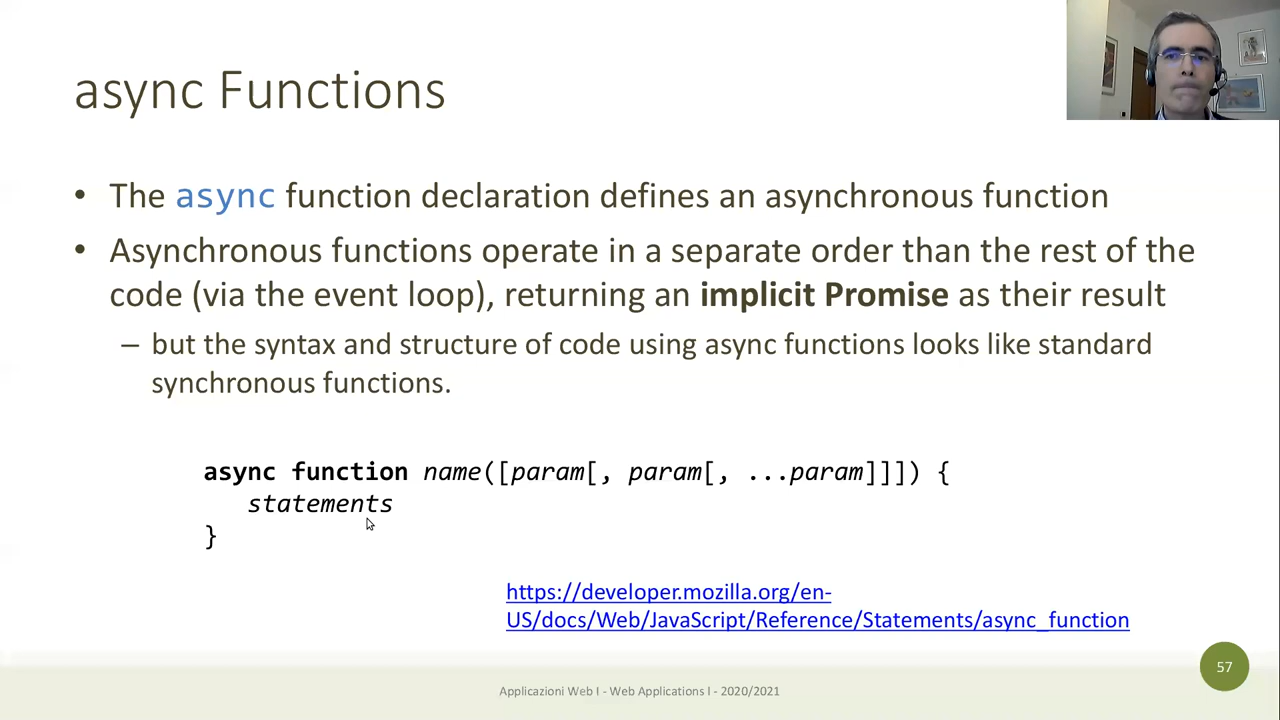 async Functions
• The async function declaration defines an asynchronous function
• Asynchronous functions operate in a separate order than the rest of the
code (via the event loop), returning an implicit Promise as their result
– but the syntax and structure of code using async functions looks like standard
synchronous functions.
async function name([param[, param[, ...param]]]) {
statements
}
https://developer.mozilla.org/en-
US/docs/Web/JavaScript/Reference/Statements/async_function
57
Applicazioni Web I - Web Applications I - 2020/2021